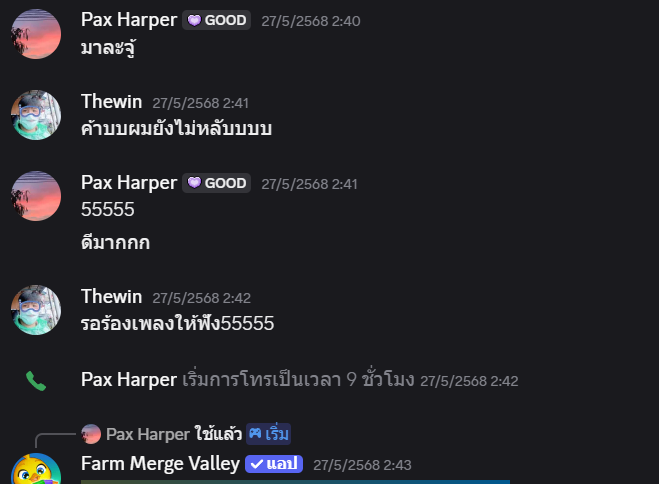 Pax Harper GOOD 27/5/2568 2:40
มาละจู้
Thewin 27/5/2568 2:41
ค้าบบผมยังไม่หลับบบบ
Pax Harper GOOD 27/5/2568 2:41
55555
ดีมากกก
Thewin 27/5/2568 2:42
รอร้องเพลงให้ฟัง55555
Pax Harper เริ่มการโทรเป็นเวลา 9 ชั่วโมง 27/5/2568 2:42
Pax Harper ใช้แล้ว เริ่ม
Farm Merge Valley แอป 27/5/2568 2:43